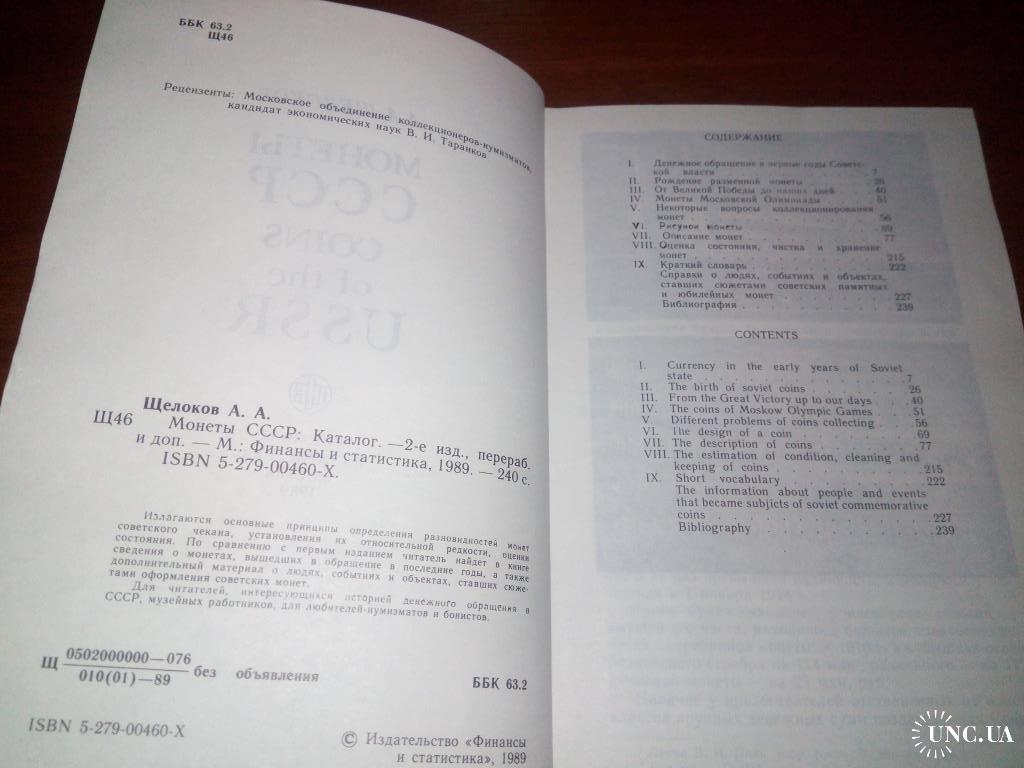 ББК 63.2
Щ46
Рецензенты: Московское объединение коллекционеров-нумизматов,
кандидат экономических наук В. И. Таранков
Щелоков А. А.
Щ46 Монеты СССР: Каталог. —2-е изд., перераб.
и доп. — М.: Финансы и статистика, 1989. — 240 с.
ISBN 5-279-00460-X.
Излагаются основные принципы определения разновидностей монет
советского чекана, установления их относительной редкости, оценки
состояния. По сравнению с первым изданием читатель найдет в книге
сведения о монетах, вышедших в обращение в последние годы, а также
дополнительный материал о людях, событиях и объектах, ставших сюже-
тами оформления советских монет.
Для читателей, интересующихся историей денежного обращения в
СССР, музейных работников, для любителей-нумизматов и бонистов.
Щ 0502000000—076
010(01)—89 без объявления
ББК 63.2
ISBN 5-279-00460-X
© Издательство «Финансы
и статистика», 1989
СОДЕРЖАНИЕ
I. Денежное обращение в первые годы Совет-
ской власти 7
II. Рождение разменной монеты 26
III. От Великой Победы до наших дней 40
IV. Монеты Московской Олимпиады 51
V. Некоторые вопросы коллекционирования
монет 56
VI. Рисунок монеты 69
VII. Описание монет 77
VIII. Оценка состояния, чистка и хранение
монет 215
IX. Краткий словарь 222
Справки о людях, событиях и объектах,
ставших сюжетами советских памятных
и юбилейных монет 227
Библиография 239
CONTENTS
I. Currency in the early years of Soviet
state 7
II. The birth of soviet coins 26
III. From the Great Victory up to our days 40
IV. The coins of Moskow Olympic Games 51
V. Different problems of coins collecting 56
VI. The design of a coin 69
VII. The description of coins 77
VIII. The estimation of condition, cleaning and
keeping of coins 215
IX. Short vocabulary 222
The information about people and events
that became subjicts of soviet commemorative
coins 227
Bibliography 239
UNC.UA